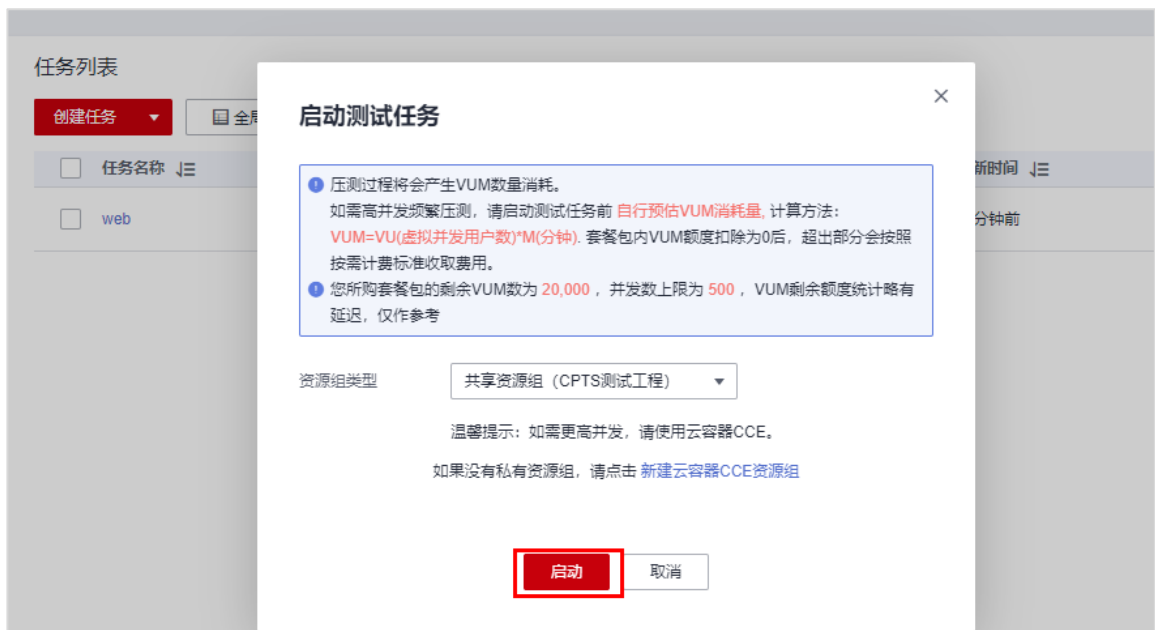 任务列表
创建任务
全局
任务名称
新时间
web
分钟前
启动测试任务
压测过程将会产生VUM数量消耗。
如需高并发频繁压测，请启动测试任务前 自行预估VUM消耗量, 计算方法：
VUM=VU(虚拟并发用户数)*M(分钟). 套餐包内VUM额度扣除为0后，超出部分会按照
按需计费标准收取费用。
您所购套餐包的剩余VUM数为 20,000 ，并发数上限为 500 ，VUM剩余额度统计略有
延迟，仅作参考
资源组类型
共享资源组（CPTS测试工程）
温馨提示：如需更高并发，请使用云容器CCE。
如果没有私有资源组，请点击 新建云容器CCE资源组
启动
取消